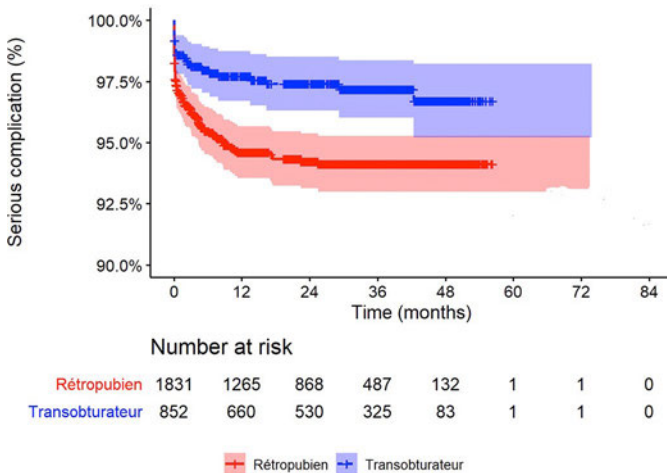 100.0%
97.5%
95.0%
92.5%
90.0%
Serious complication (%)
0 12 24 36 48 60 72 84
Time (months)
Number at risk
Rétropubien 1831 1265 868 487 132 1 1 0
Transobturateur 852 660 530 325 83 1 1 0
Rétropubien Transobturateur